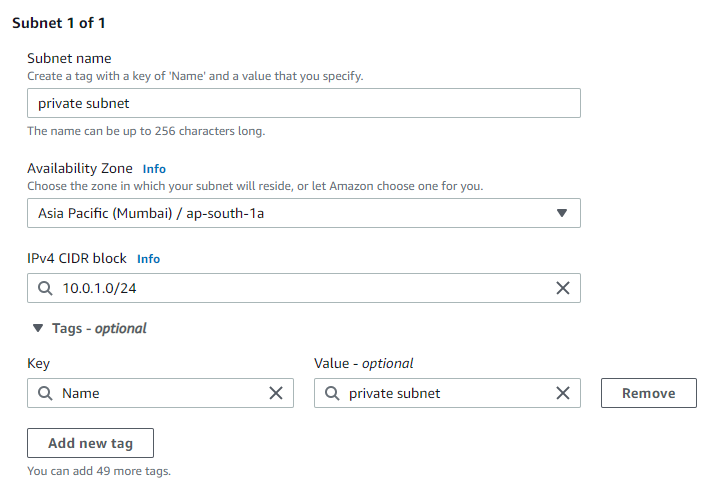 Subnet 1 of 1
Subnet name
Create a tag with a key of 'Name' and a value that you specify.
private subnet
The name can be up to 256 characters long.
Availability Zone Info
Choose the zone in which your subnet will reside, or let Amazon choose one for you.
Asia Pacific (Mumbai) / ap-south-1a
IPv4 CIDR block Info
10.0.1.0/24
Tags - optional
Key Value - optional
Name private subnet Remove
Add new tag
You can add 49 more tags.